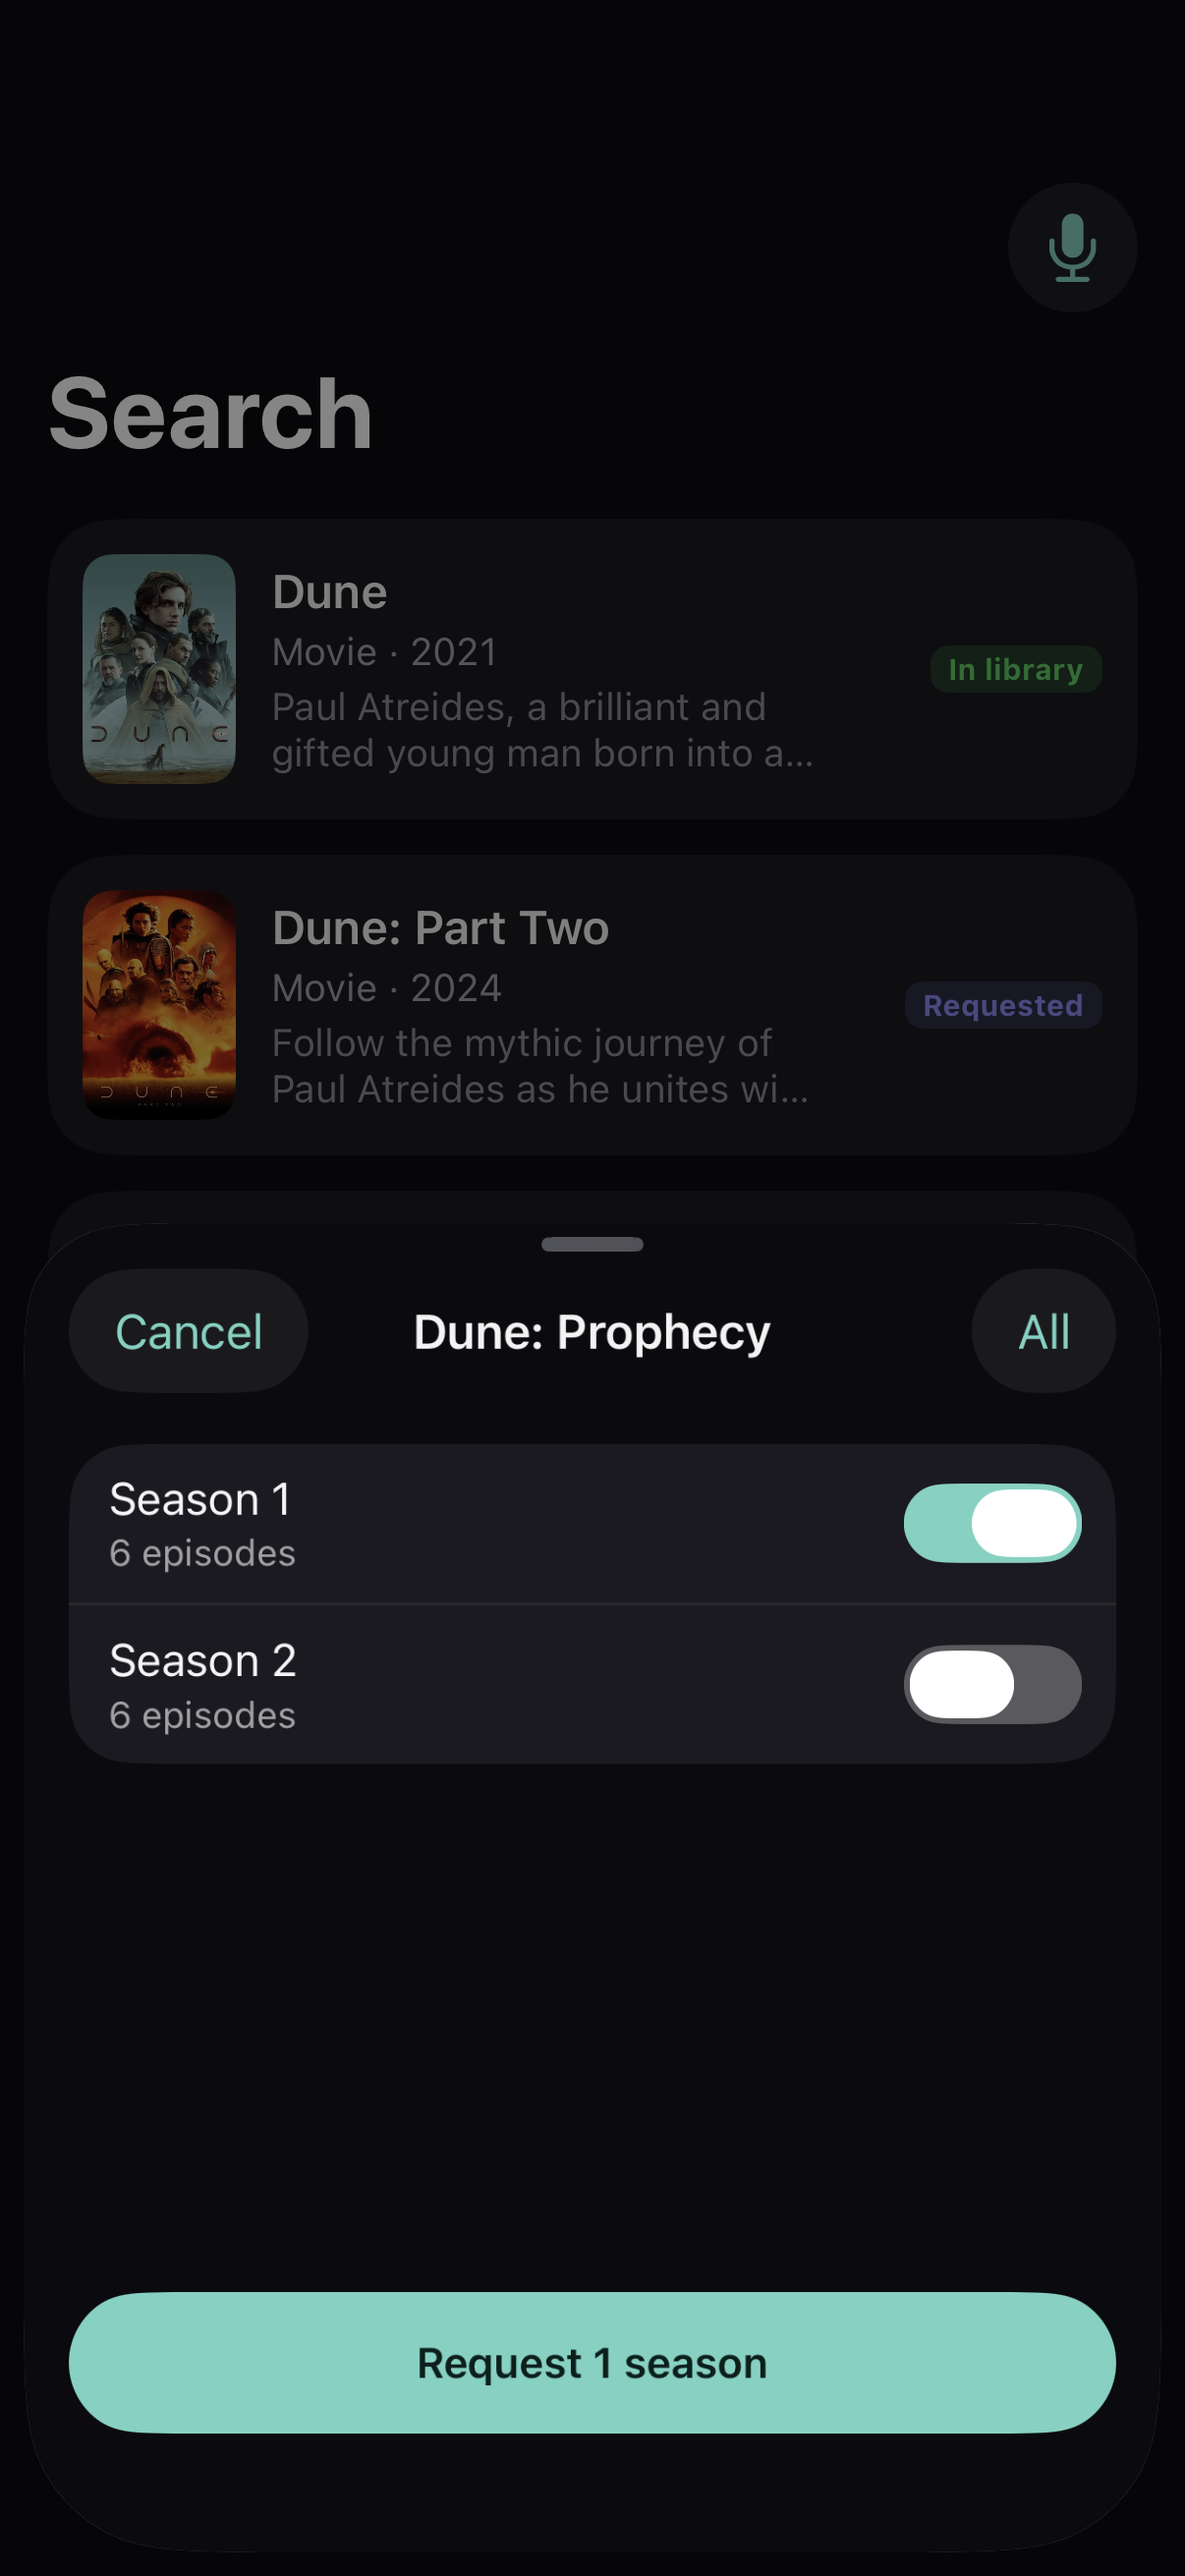 Search
DUNE
Dune
Movie · 2021
Paul Atreides, a brilliant and
gifted young man born into a...
In library
DUNE
Dune: Part Two
Movie · 2024
Follow the mythic journey of
Paul Atreides as he unites wi...
Requested
Cancel
Dune: Prophecy
All
Season 1
6 episodes
Season 2
6 episodes
Request 1 season